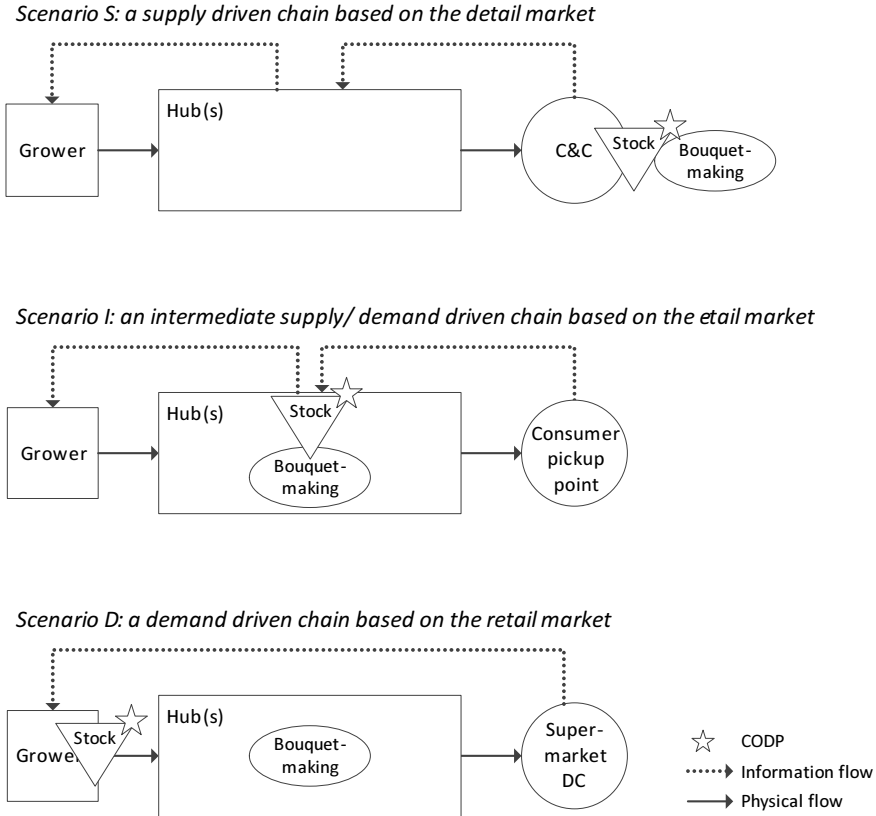 Scenario S: a supply driven chain based on the detail market
Hub(s)
Grower
C&C
Stock
Bouquet-
making
Scenario I: an intermediate supply/ demand driven chain based on the etail market
Hub(s)
Stock
Grower
Bouquet-
making
Consumer
pickup
point
Scenario D: a demand driven chain based on the retail market
Hub(s)
Grower
Stock
Bouquet-
making
Super-
market
DC
CODP
Information flow
Physical flow